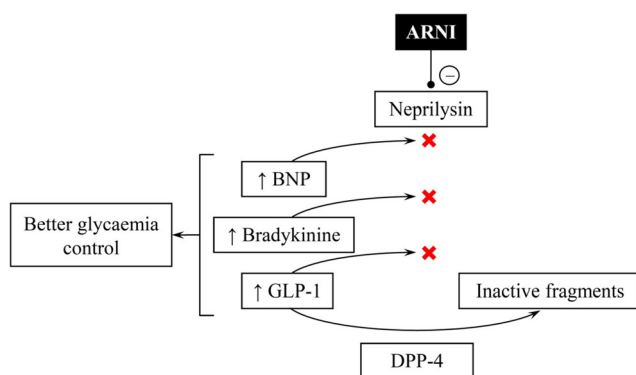 ARNI
−
Neprilysin
↑ BNP
Better glycaemia
control
↑ Bradykinine
↑ GLP-1
Inactive fragments
DPP-4